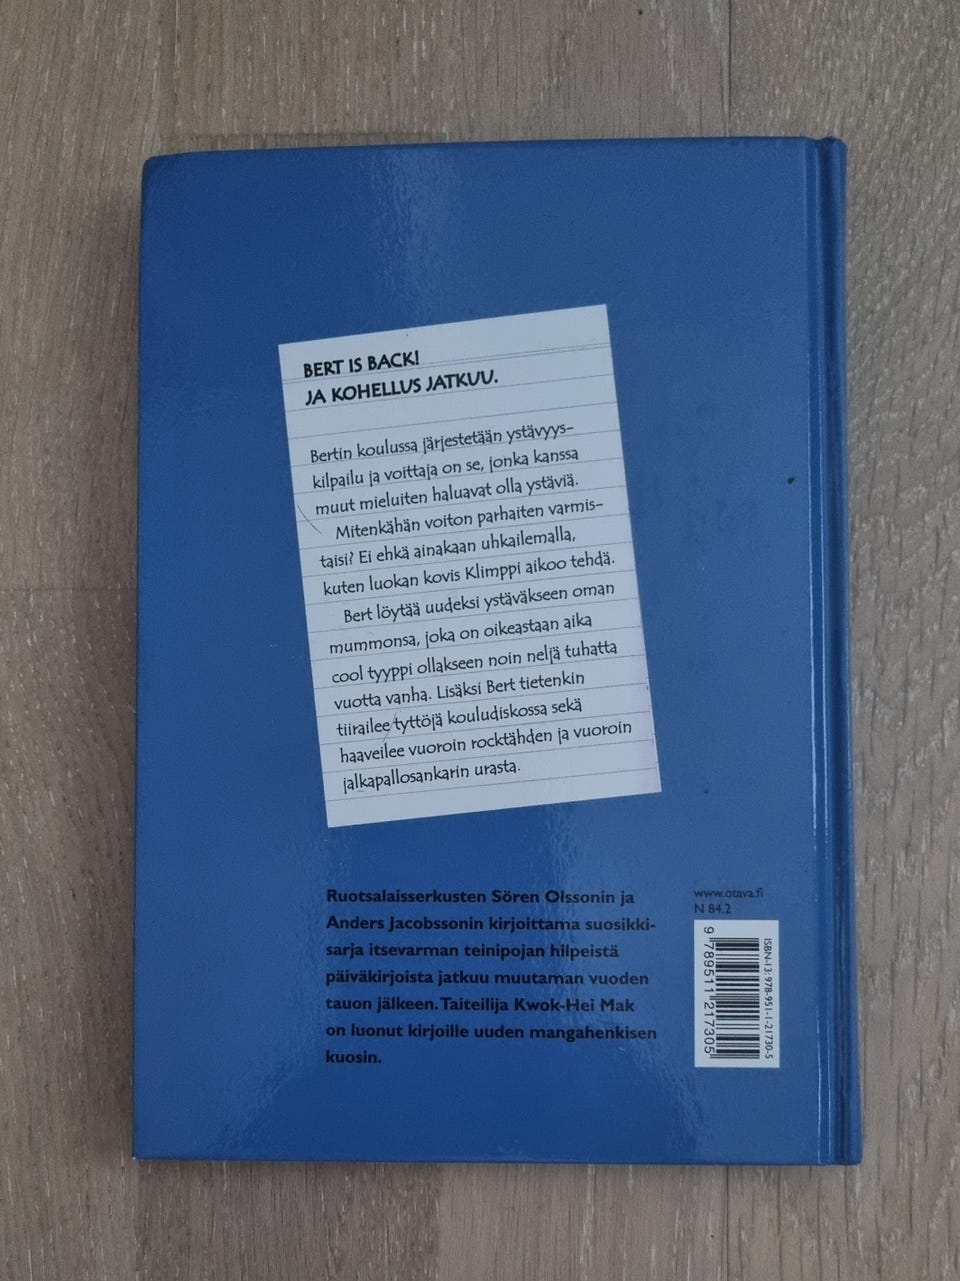 BERT IS BACK!
JA KOHELLUS JATKUU.
Bertin koulussa järjestetään ystävyys-
kilpailu ja voittaja on se, jonka kanssa
muut mieluiten haluavat olla ystäviä.
Mitenkähän voiton parhaiten varmis-
taisi? Ei ehkä ainakaan uhkailemalla,
kuten luokan kovis Klimppi aikoo tehdä.
Bert löytää uudeksi ystäväkseen oman
mummonsa, joka on oikeastaan aika
cool tyyppi ollakseen noin neljä tuhatta
vuotta vanha. Lisäksi Bert tietenkin
tiirailee tyttöjä kouludiskossa sekä
haaveilee vuoroin rocktähden ja vuoroin
jalkapallosankarin urasta.
Ruotsalaisserkusten Sören Olssonin ja
Anders Jacobssonin kirjoittama suosikki-
sarja itsevarman teinipojan hilpeistä
päiväkirjoista jatkuu muutaman vuoden
tauon jälkeen. Taiteilija Kwok-Hei Mak
on luonut kirjoille uuden mangahenkisen
kuosin.
www.otava.fi
N 84.2
ISBN-13: 978-951-1-21730-5
9 789511 217305